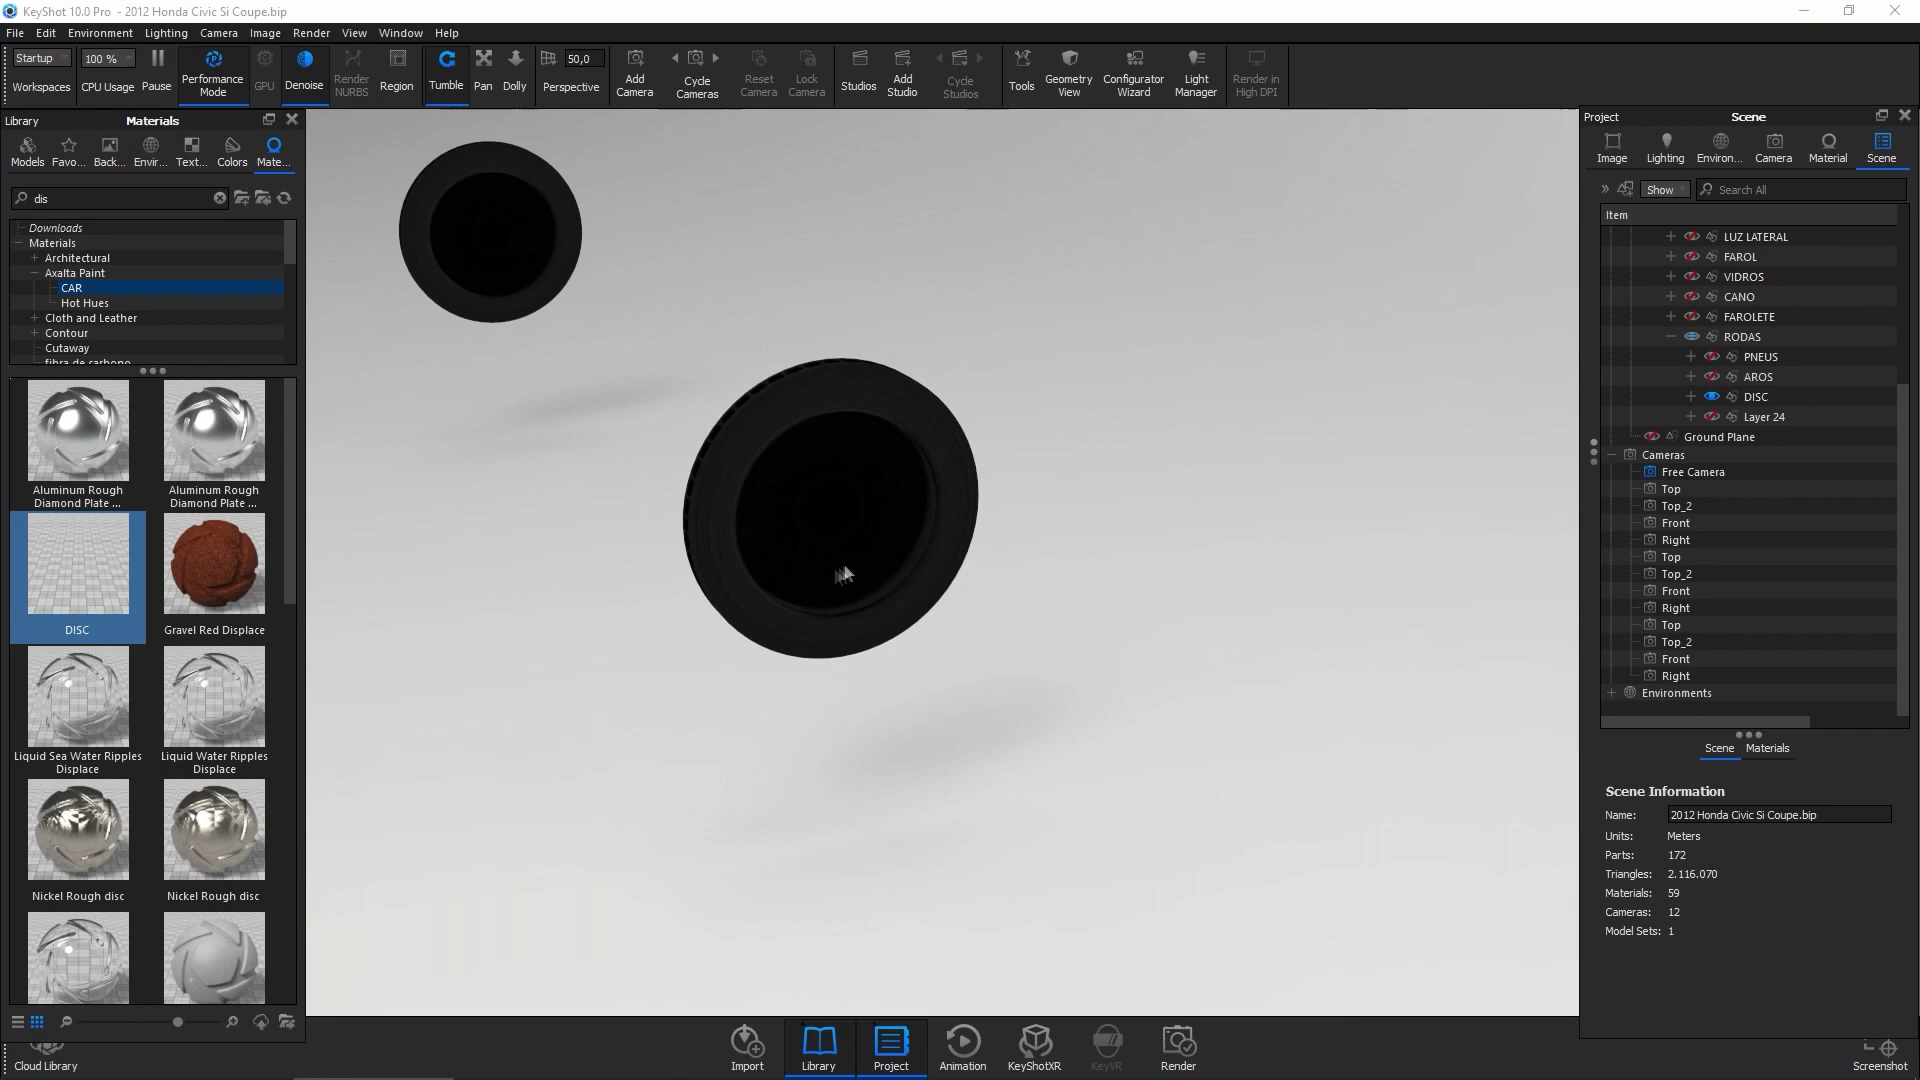 KeyShot 10.0 Pro - 2012 Honda Civic Si Coupe.bip
File Edit Environment Lighting Camera Image Render View Window Help
Startup
Workspaces
100 %
CPU Usage
Pause
Performance
Mode
GPU
Denoise
Render
NURBS
Region
Tumble
Pan
Dolly
50,0
Perspective
Add
Camera
Cycle
Cameras
Reset
Camera
Lock
Camera
Studios
Add
Studio
Cycle
Studios
Tools
Geometry
View
Configurator
Wizard
Light
Manager
Render in
High DPI
Library
Materials
Models Favo... Back... Envir... Text... Colors Mate...
dis
Downloads
Materials
Architectural
Axalta Paint
CAR
Hot Hues
Cloth and Leather
Contour
Cutaway
fibra de carbono
Aluminum Rough
Diamond Plate ...
Aluminum Rough
Diamond Plate ...
DISC
Gravel Red Displace
Liquid Sea Water Ripples
Displace
Liquid Water Ripples
Displace
Nickel Rough disc
Nickel Rough disc
Cloud Library
Import
Library
Project
Animation
KeyShotXR
KeyVR
Render
Screenshot
Project
Scene
Image Lighting Environ... Camera Material Scene
Show
Search All
Item
LUZ LATERAL
FAROL
VIDROS
CANO
FAROLETE
RODAS
PNEUS
AROS
DISC
Layer 24
Ground Plane
Cameras
Free Camera
Top
Top_2
Front
Right
Top
Top_2
Front
Right
Top
Top_2
Front
Right
Environments
Scene Materials
Scene Information
Name: 2012 Honda Civic Si Coupe.bip
Units: Meters
Parts: 172
Triangles: 2.116.070
Materials: 59
Cameras: 12
Model Sets: 1